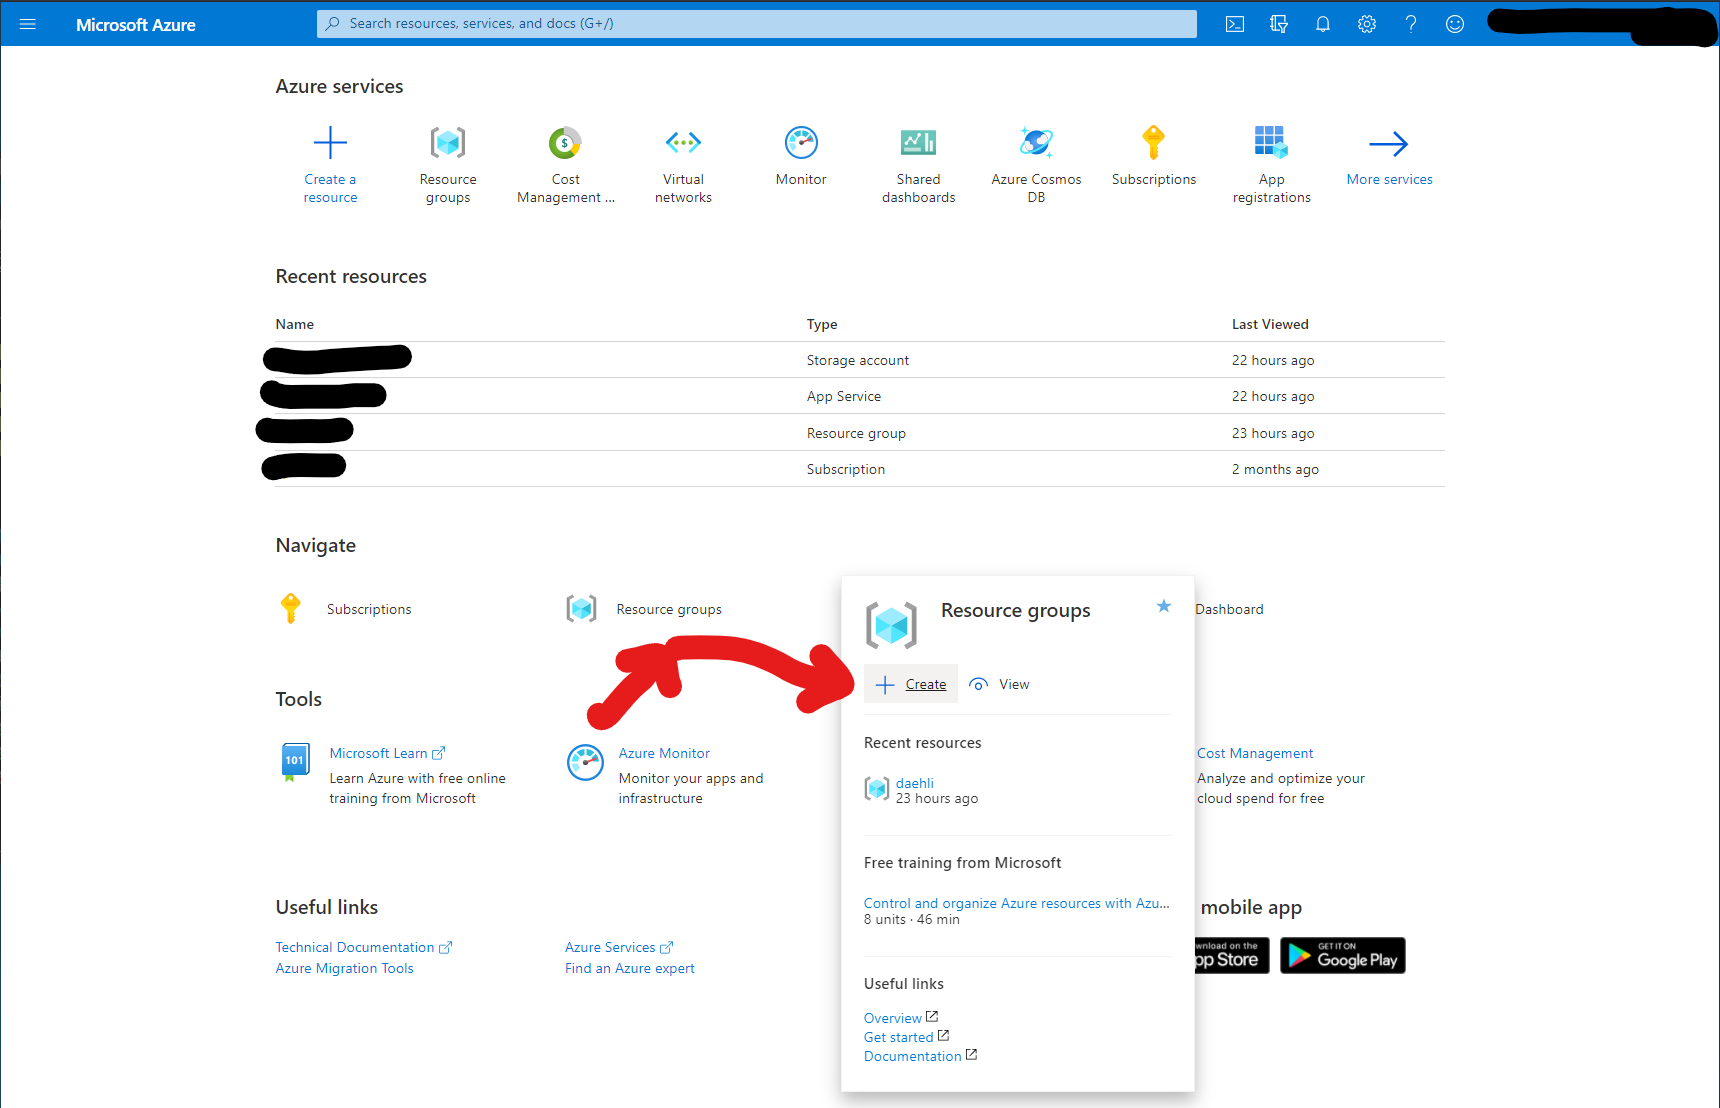 Microsoft Azure
Search resources, services, and docs (G+/)
Azure services
Create a
resource
Resource
groups
Cost
Management ...
Virtual
networks
Monitor
Shared
dashboards
Azure Cosmos
DB
Subscriptions
App
registrations
More services
Recent resources
Name Type Last Viewed
Storage account 22 hours ago
App Service 22 hours ago
Resource group 23 hours ago
Subscription 2 months ago
Navigate
Subscriptions
Resource groups
Dashboard
Resource groups
Create View
Recent resources
daehli
23 hours ago
Free training from Microsoft
Control and organize Azure resources with Azu...
8 units · 46 min
Useful links
Overview
Get started
Documentation
Tools
101
Microsoft Learn
Learn Azure with free online
training from Microsoft
Azure Monitor
Monitor your apps and
infrastructure
Cost Management
Analyze and optimize your
cloud spend for free
Useful links
Technical Documentation
Azure Migration Tools
Azure Services
Find an Azure expert
mobile app
wnload on the
pp Store
GET IT ON
Google Play